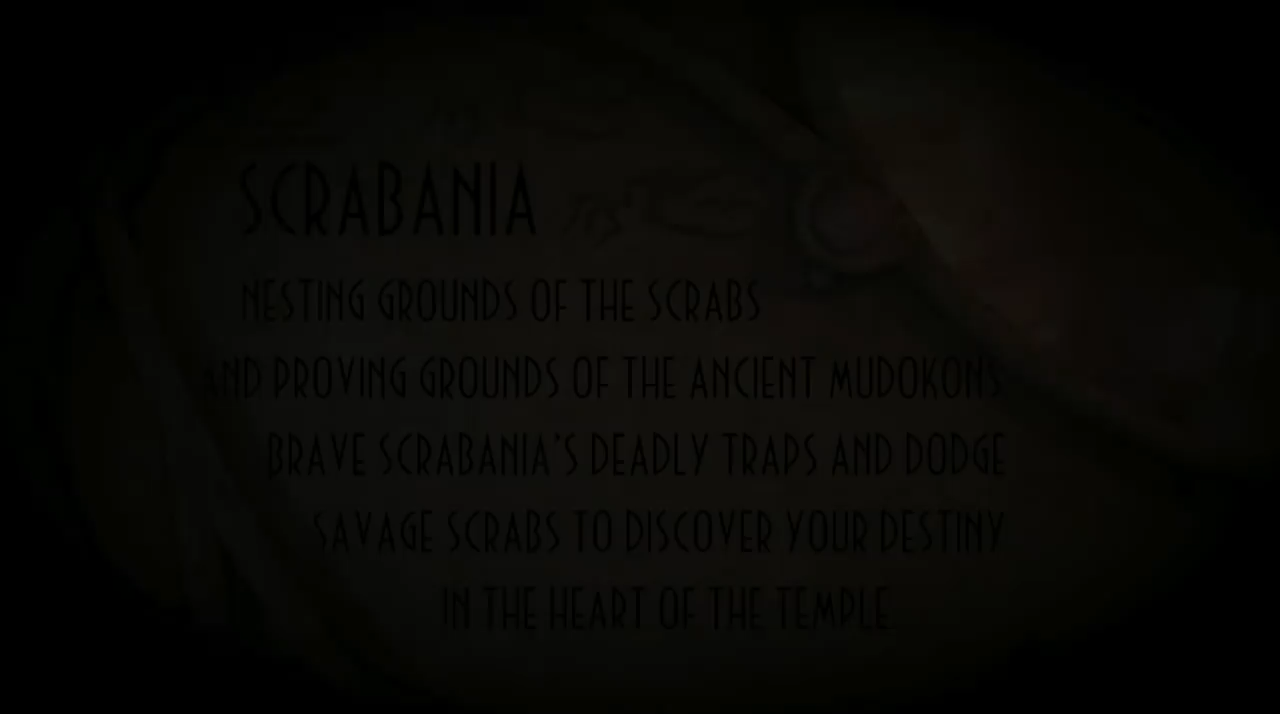 SCRABANIA
NESTING GROUNDS OF THE SCRABS
AND PROVING GROUNDS OF THE ANCIENT MUDOKONS
BRAVE SCRABANIA'S DEADLY TRAPS AND DODGE
SAVAGE SCRABS TO DISCOVER YOUR DESTINY
IN THE HEART OF THE TEMPLE